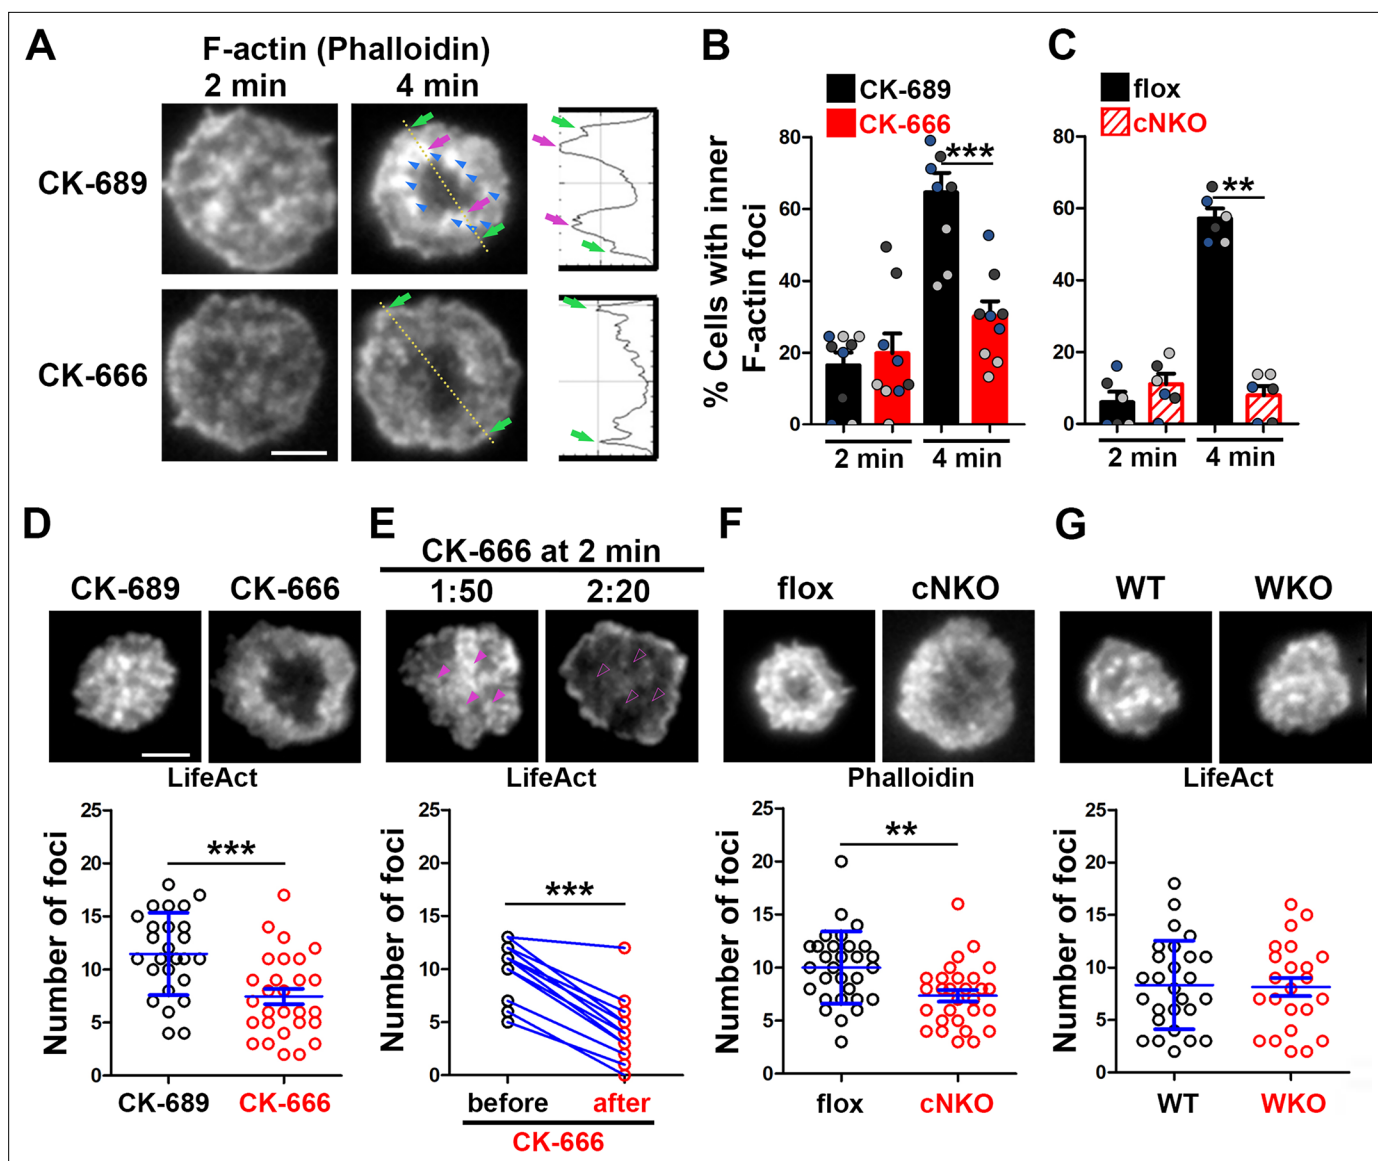 A
F-actin (Phalloidin)
2 min
4 min
CK-689
CK-666
B
CK-689
CK-666
% Cells with inner
F-actin foci
80
60
40
20
0
***
2 min
4 min
C
flox
cNKO
80
60
40
20
0
**
2 min
4 min
D
CK-689
CK-666
LifeAct
Number of foci
25
20
15
10
5
0
***
CK-689
CK-666
E
CK-666 at 2 min
1:50
2:20
LifeAct
Number of foci
25
20
15
10
5
0
***
before
after
CK-666
F
flox
cNKO
Phalloidin
Number of foci
25
20
15
10
5
0
**
flox
cNKO
G
WT
WKO
LifeAct
Number of foci
25
20
15
10
5
0
WT
WKO